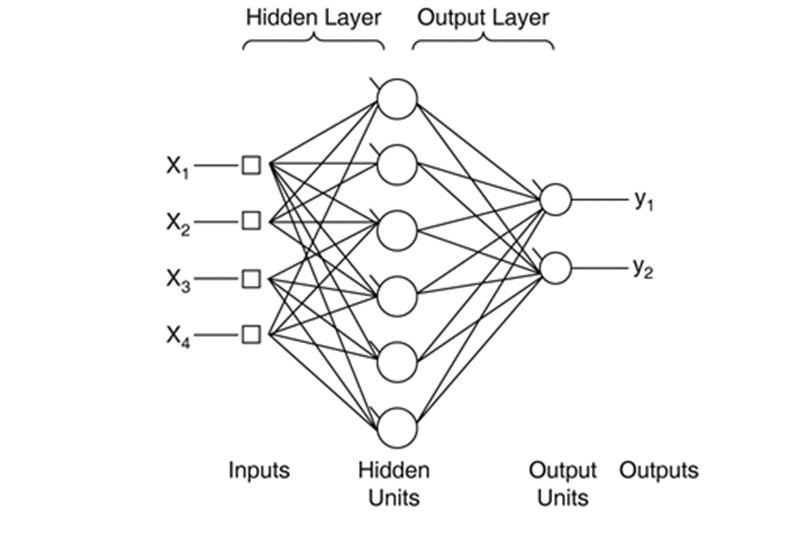 Hidden Layer Output Layer
X₁
y₁
X₂
y₂
X₃
X₄
Inputs Hidden Units Output Units Outputs